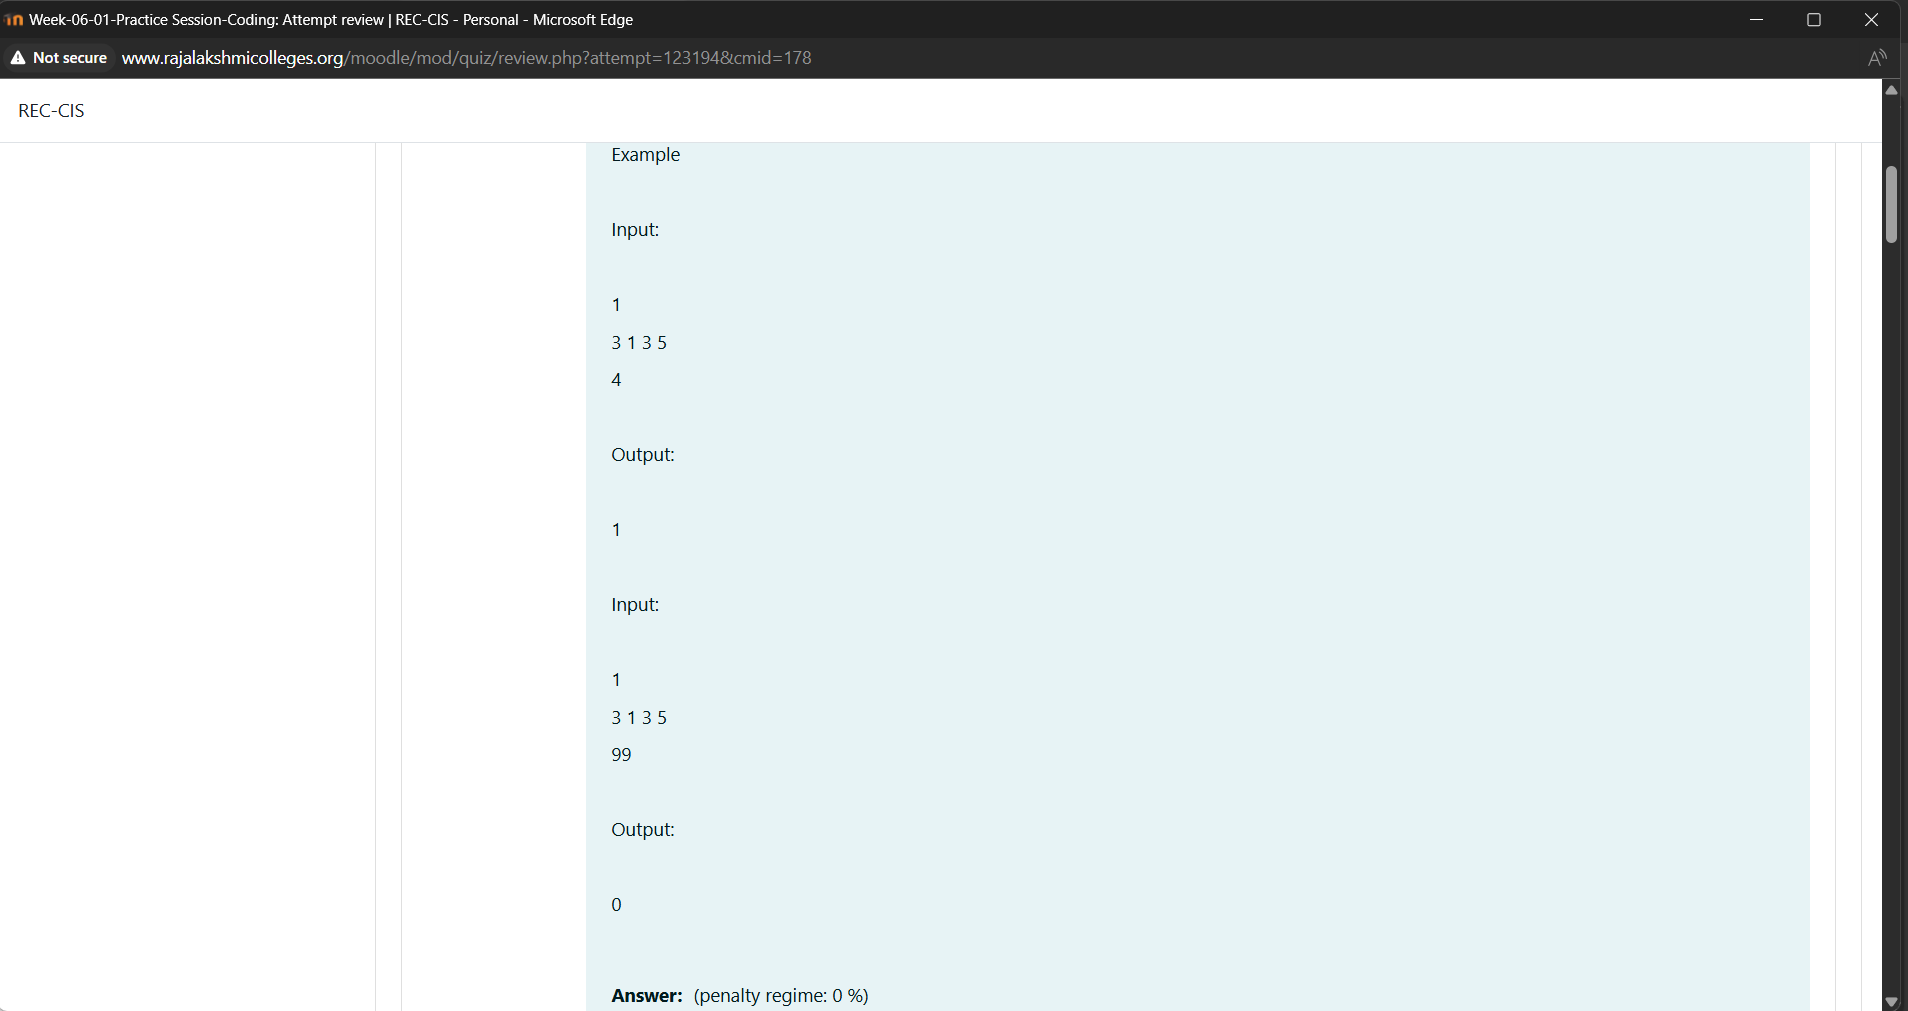 Week-06-01-Practice Session-Coding: Attempt review | REC-CIS - Personal - Microsoft Edge
Not secure www.rajalakshmicolleges.org/moodle/mod/quiz/review.php?attempt=123194&cmid=178
REC-CIS
Example
Input:
1
3 1 3 5
4
Output:
1
Input:
1
3 1 3 5
99
Output:
0
Answer: (penalty regime: 0 %)